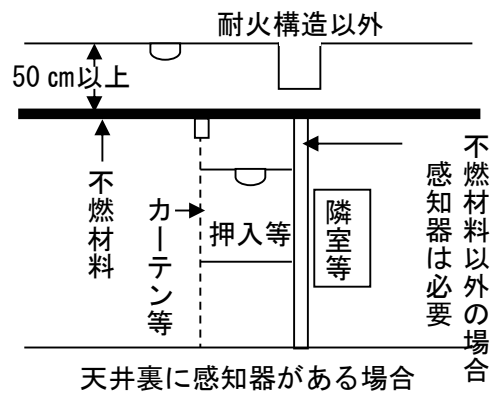 耐火構造以外
50 cm以上
不燃材料
カーテン等
押入等
隣室等
不燃材料以外の場合
感知器は必要
天井裏に感知器がある場合